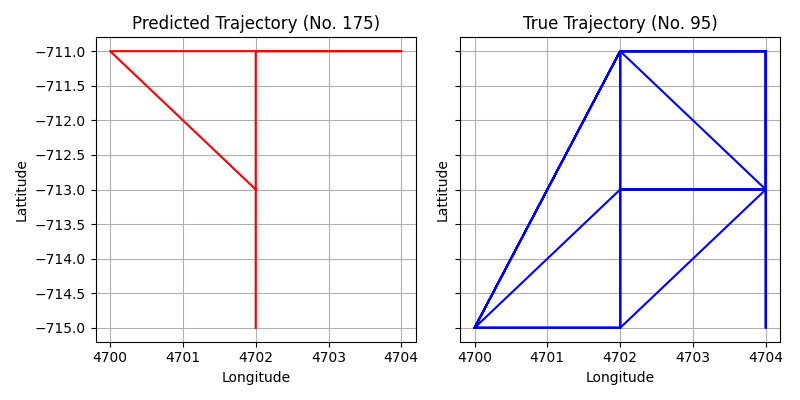 Predicted Trajectory (No. 175)
True Trajectory (No. 95)
−711.0
−711.5
−712.0
−712.5
−713.0
−713.5
−714.0
−714.5
−715.0
Lattitude
Lattitude
4700 4701 4702 4703 4704
4700 4701 4702 4703 4704
Longitude
Longitude